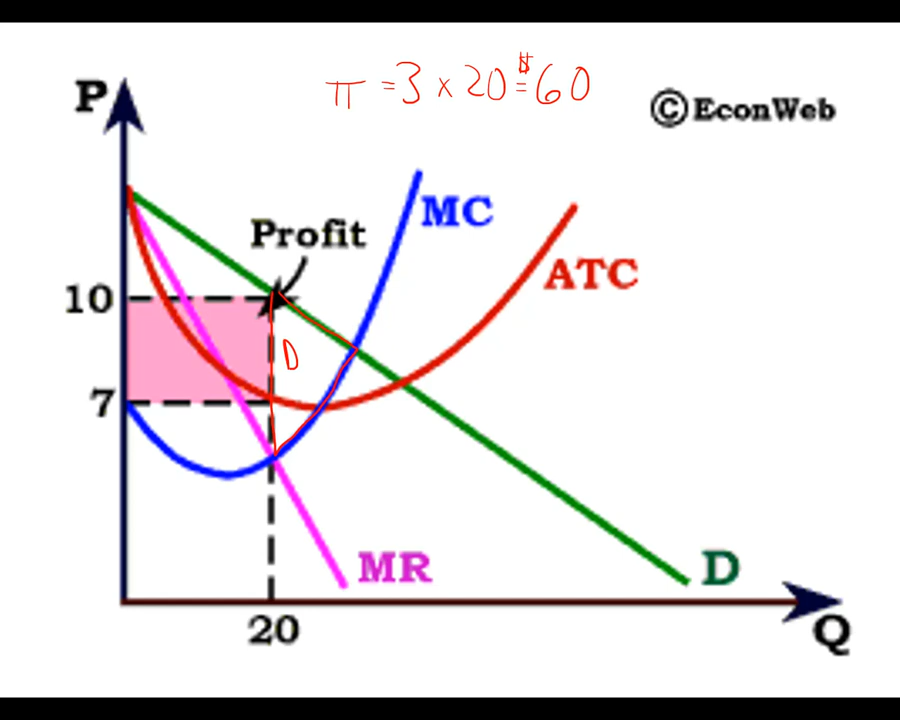 π = 3 x 20 = $60
P
© EconWeb
MC
Profit
ATC
10
D
7
MR
D
20
Q